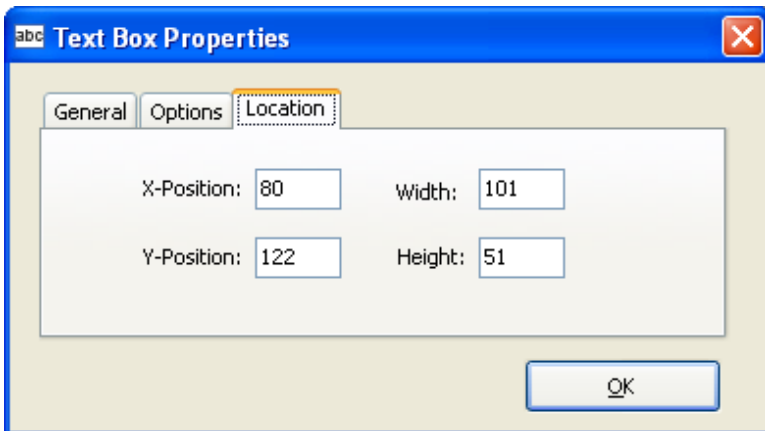 abc Text Box Properties
General Options Location
X-Position: 80 Width: 101
Y-Position: 122 Height: 51
OK